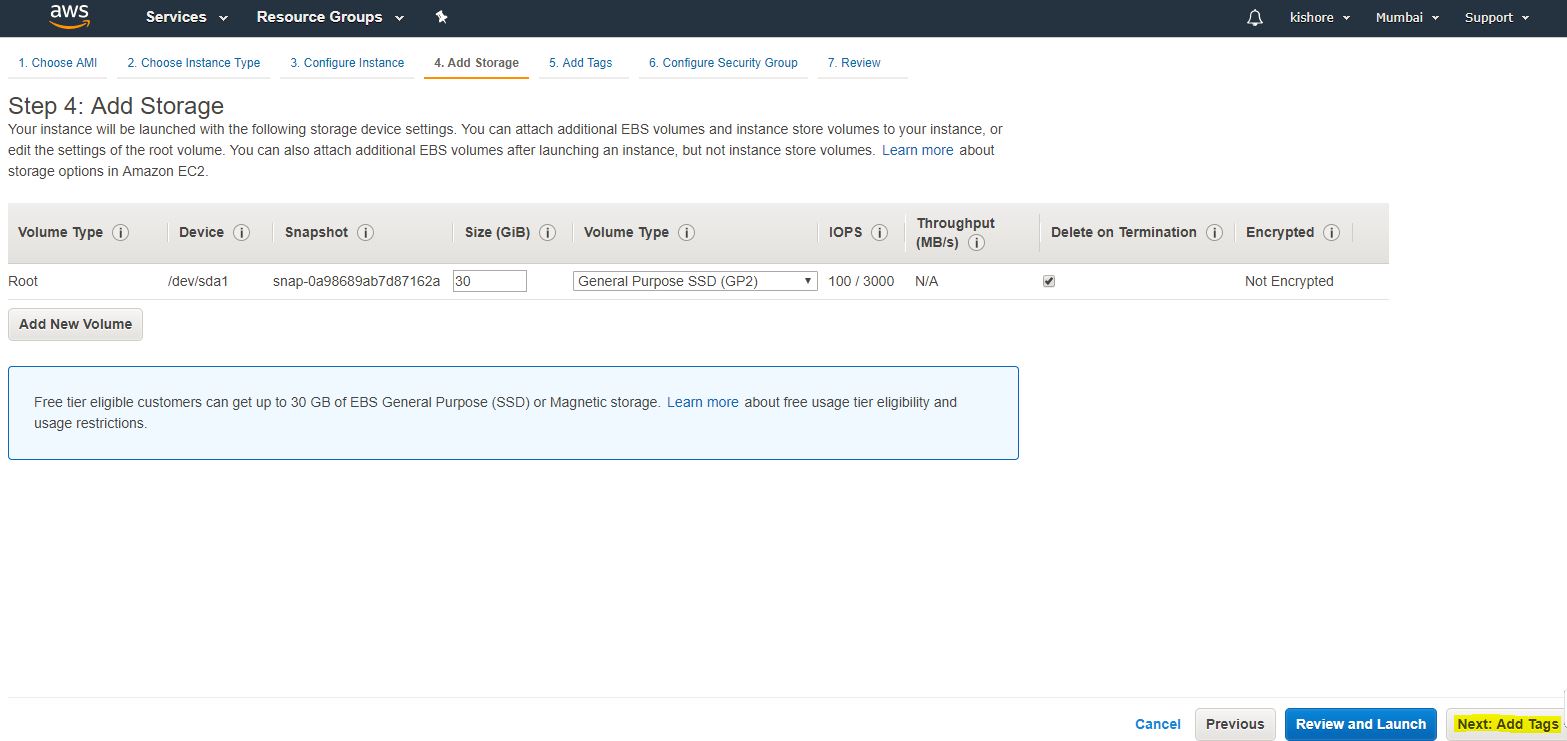 aws Services Resource Groups kishore Mumbai Support
1. Choose AMI 2. Choose Instance Type 3. Configure Instance 4. Add Storage 5. Add Tags 6. Configure Security Group 7. Review
Step 4: Add Storage
Your instance will be launched with the following storage device settings. You can attach additional EBS volumes and instance store volumes to your instance, or
edit the settings of the root volume. You can also attach additional EBS volumes after launching an instance, but not instance store volumes. Learn more about
storage options in Amazon EC2.
Volume Type i Device i Snapshot i Size (GiB) i Volume Type i IOPS i Throughput (MB/s) i Delete on Termination i Encrypted i
Root /dev/sda1 snap-0a98689ab7d87162a 30 General Purpose SSD (GP2) 100 / 3000 N/A Not Encrypted
Add New Volume
Free tier eligible customers can get up to 30 GB of EBS General Purpose (SSD) or Magnetic storage. Learn more about free usage tier eligibility and
usage restrictions.
Cancel Previous Review and Launch Next: Add Tags